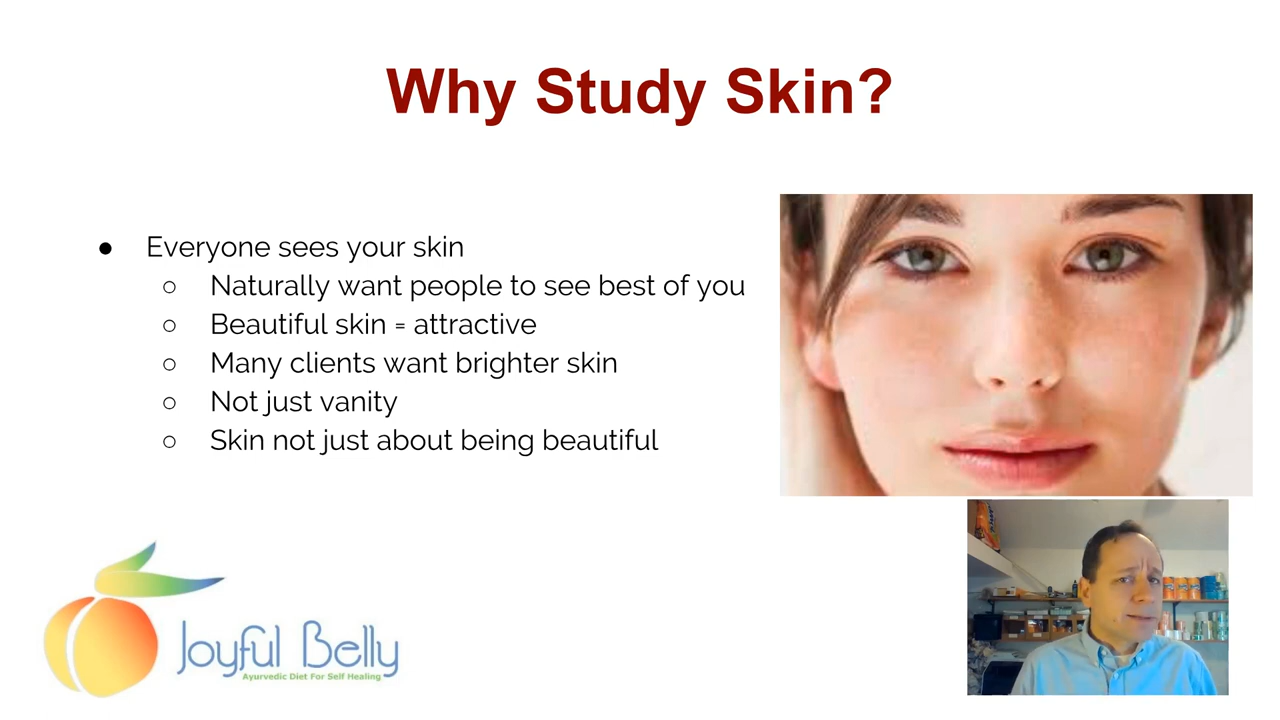 Why Study Skin?
● Everyone sees your skin
○ Naturally want people to see best of you
○ Beautiful skin = attractive
○ Many clients want brighter skin
○ Not just vanity
○ Skin not just about being beautiful
Joyful Belly
Ayurvedic Diet For Self Healing